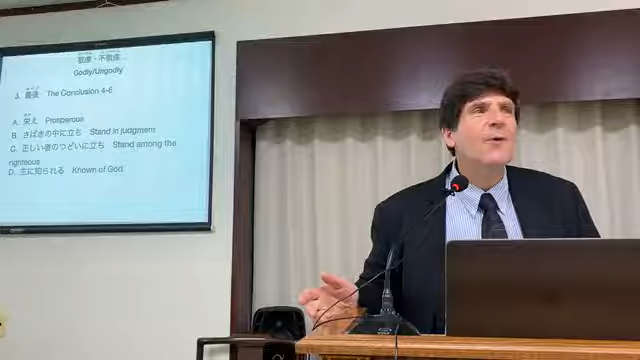 敬虔・不敬虔
Godly/Ungodly
3. 最後 The Conclusion 4-6
A. 栄え Prosperous
B さばきの中に立ち Stand in judgment
C. 正しい者のつどいに立ち Stand among the
righteous
D. 主に知られる Known of God